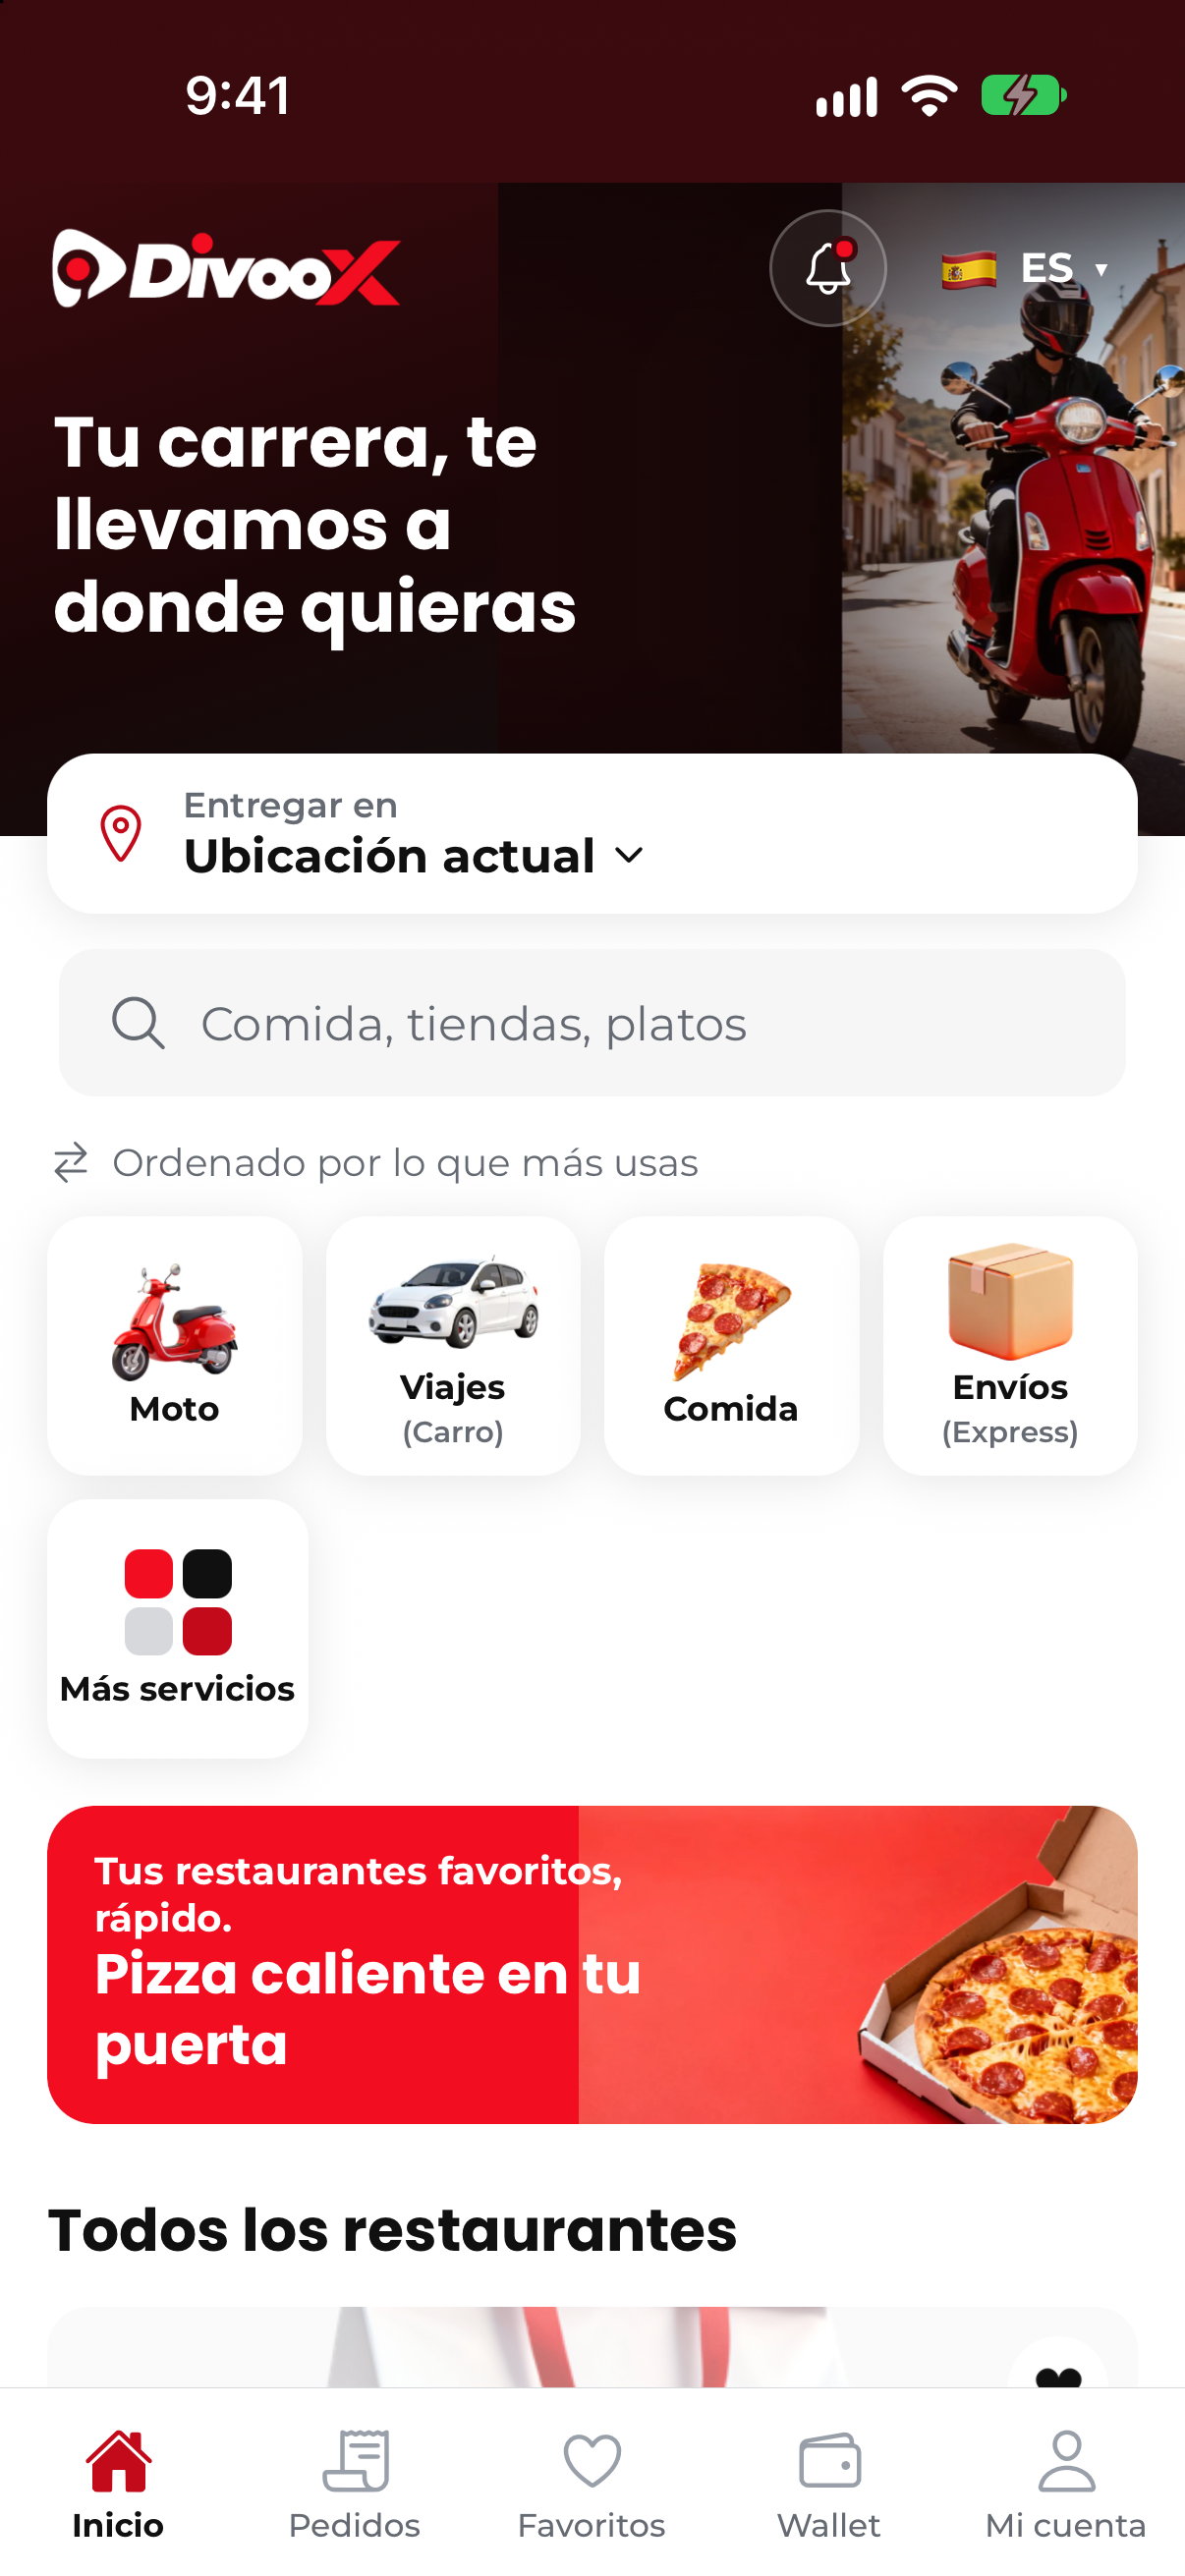 9:41
DivooX
ES
Tu carrera, te
llevamos a
donde quieras
Entregar en
Ubicación actual
Comida, tiendas, platos
Ordenado por lo que más usas
Moto
Viajes
(Carro)
Comida
Envíos
(Express)
Más servicios
Tus restaurantes favoritos,
rápido.
Pizza caliente en tu
puerta
Todos los restaurantes
Inicio
Pedidos
Favoritos
Wallet
Mi cuenta